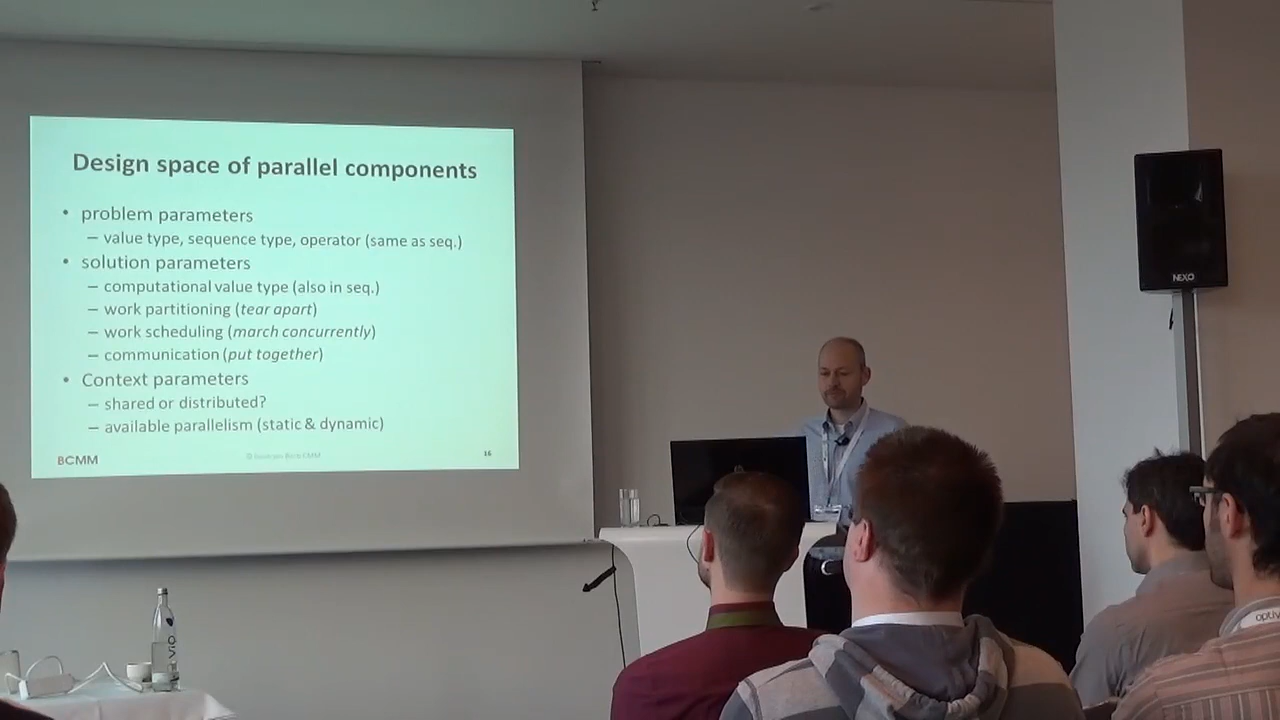 Design space of parallel components
• problem parameters
– value type, sequence type, operator (same as seq.)
• solution parameters
– computational value type (also in seq.)
– work partitioning (tear apart)
– work scheduling (march concurrently)
– communication (put together)
• Context parameters
– shared or distributed?
– available parallelism (static & dynamic)
BCMM
16
NEXO
ViO
optiv